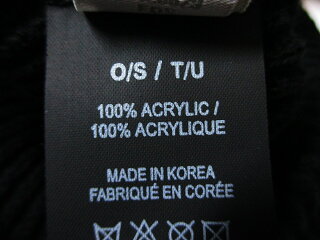 O/S / T/U
100% ACRYLIC /
100% ACRYLIQUE
MADE IN KOREA
FABRIQUÉ EN CORÉE